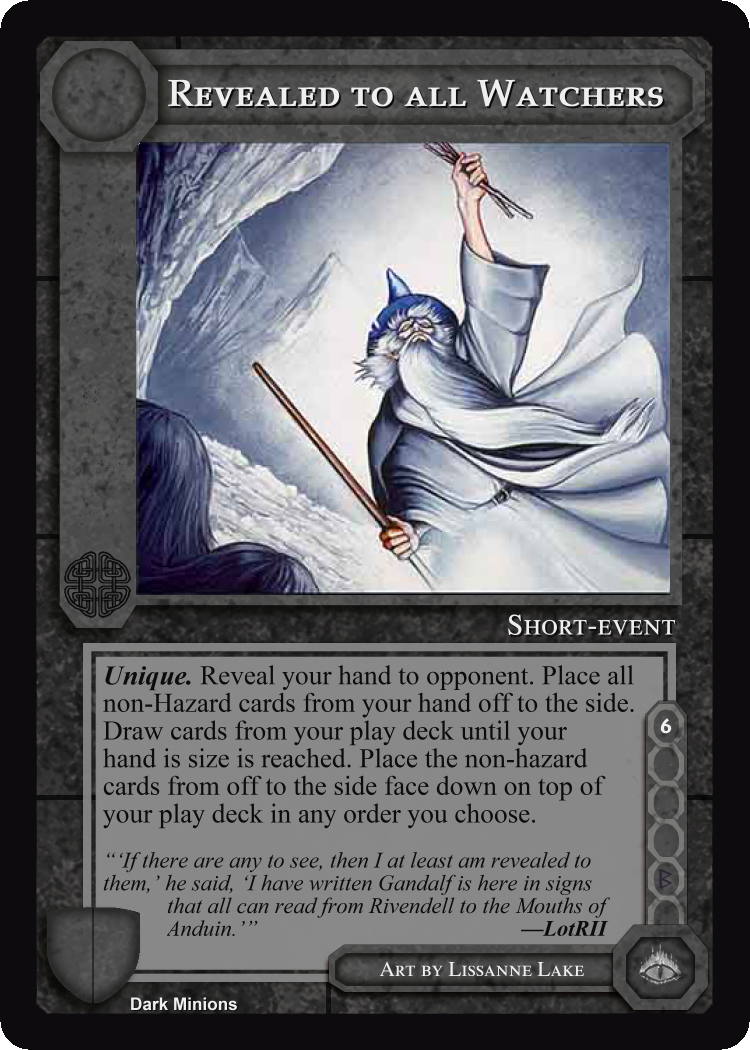 Revealed to all Watchers
Short-event
Unique. Reveal your hand to opponent. Place all
non-Hazard cards from your hand off to the side.
Draw cards from your play deck until your
hand is size is reached. Place the non-hazard
cards from off to the side face down on top of
your play deck in any order you choose.
6
B
“‘If there are any to see, then I at least am revealed to
them,’ he said, ‘I have written Gandalf is here in signs
that all can read from Rivendell to the Mouths of
Anduin.’” —LotRII
Art by Lissanne Lake
Dark Minions